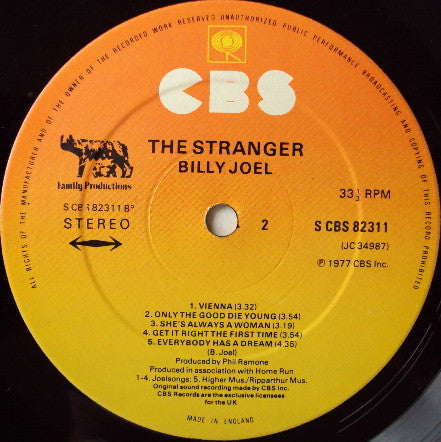 ALL RIGHTS OF THE MANUFACTURER AND OF THE OWNER OF THE RECORDED WORK RESERVED UNAUTHORIZED PUBLIC PERFORMANCE BROADCASTING AND COPYING OF THIS RECORD PROHIBITED
CBS
THE STRANGER
BILLY JOEL
Family Productions
33⅓ RPM
S CBS 82311 B°
STEREO
2
S CBS 82311
(JC 34987)
℗ 1977 CBS Inc.
1. VIENNA (3.32)
2. ONLY THE GOOD DIE YOUNG (3.54)
3. SHE'S ALWAYS A WOMAN (3.19)
4. GET IT RIGHT THE FIRST TIME (3.54)
5. EVERYBODY HAS A DREAM (4.35)
(B. Joel)
Produced by Phil Ramone
Produced in association with Home Run
1-4. Joelsongs; 5. Higher Mus./Ripparthur Mus.
Original sound recording made by CBS Inc.
CBS Records are the exclusive licensees
for the UK
MADE IN ENGLAND